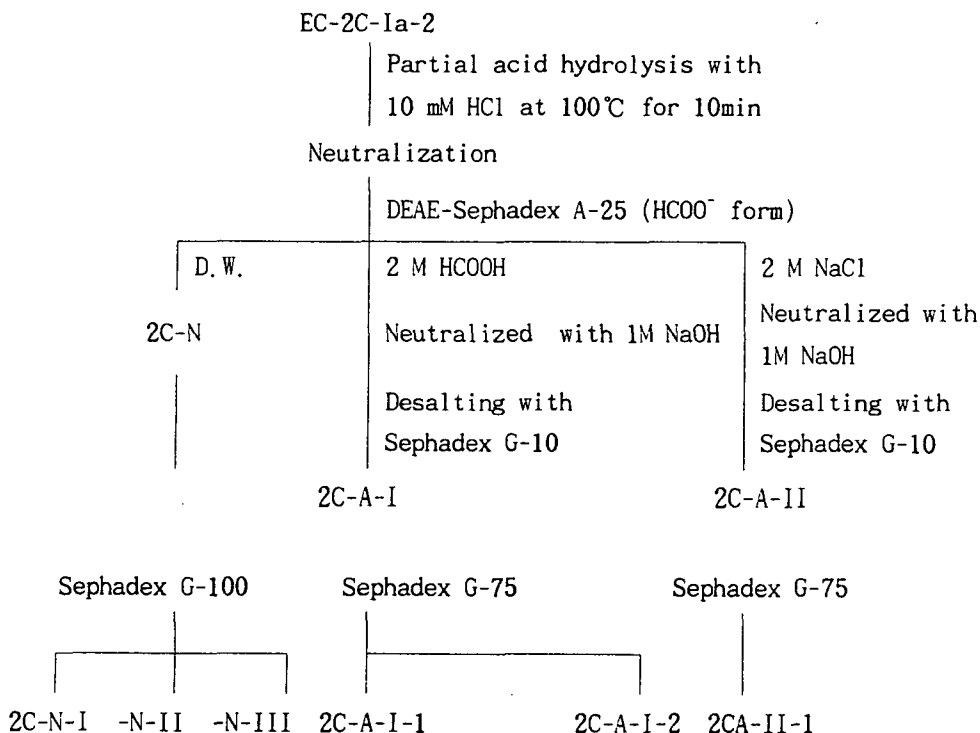 EC-2C-Ia-2
Partial acid hydrolysis with
10 mM HCl at 100℃ for 10min
Neutralization
DEAE-Sephadex A-25 (HCOO⁻ form)
D.W.
2 M HCOOH
2 M NaCl
2C-N
Neutralized with 1M NaOH
Neutralized with
1M NaOH
Desalting with
Sephadex G-10
Desalting with
Sephadex G-10
2C-A-I
2C-A-II
Sephadex G-100
Sephadex G-75
Sephadex G-75
2C-N-I
-N-II
-N-III
2C-A-I-1
2C-A-I-2
2CA-II-1